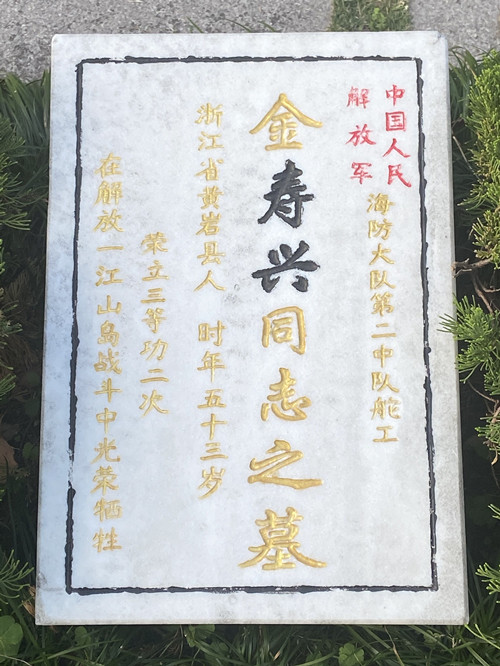 中国人民
解放军
海防大队第二中队舵工
金寿兴同志之墓
浙江省黄岩县人 时年五十三岁
荣立三等功二次
在解放一江山岛战斗中光荣牺牲